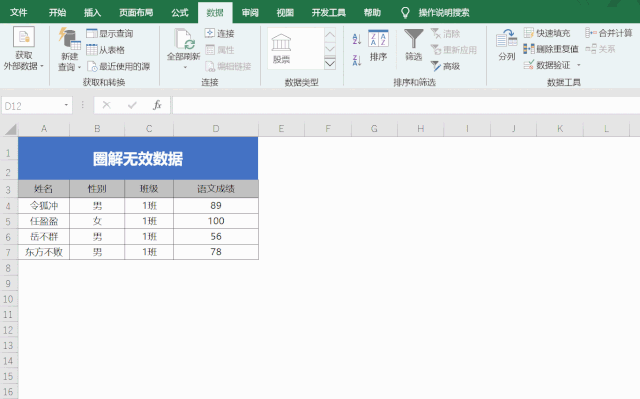 文件 开始 插入 页面布局 公式 数据 审阅 视图 开发工具 帮助 操作说明搜索
获取
外部数据
新建
查询
显示查询
从表格
最近使用的源
获取和转换
全部刷新
连接
属性
编辑链接
连接
股票
数据类型
排序
筛选
清除
重新应用
高级
排序和筛选
分列
快速填充
删除重复值
数据验证
合并计算
关系
数据工具
D12 fx
A B C D E F G H I J K L
1 圈解无效数据
2
3 姓名 性别 班级 语文成绩
4 令狐冲 男 1班 89
5 任盈盈 女 1班 100
6 岳不群 男 1班 56
7 东方不败 男 1班 78
8
9
10
11
12
13
14
15
16